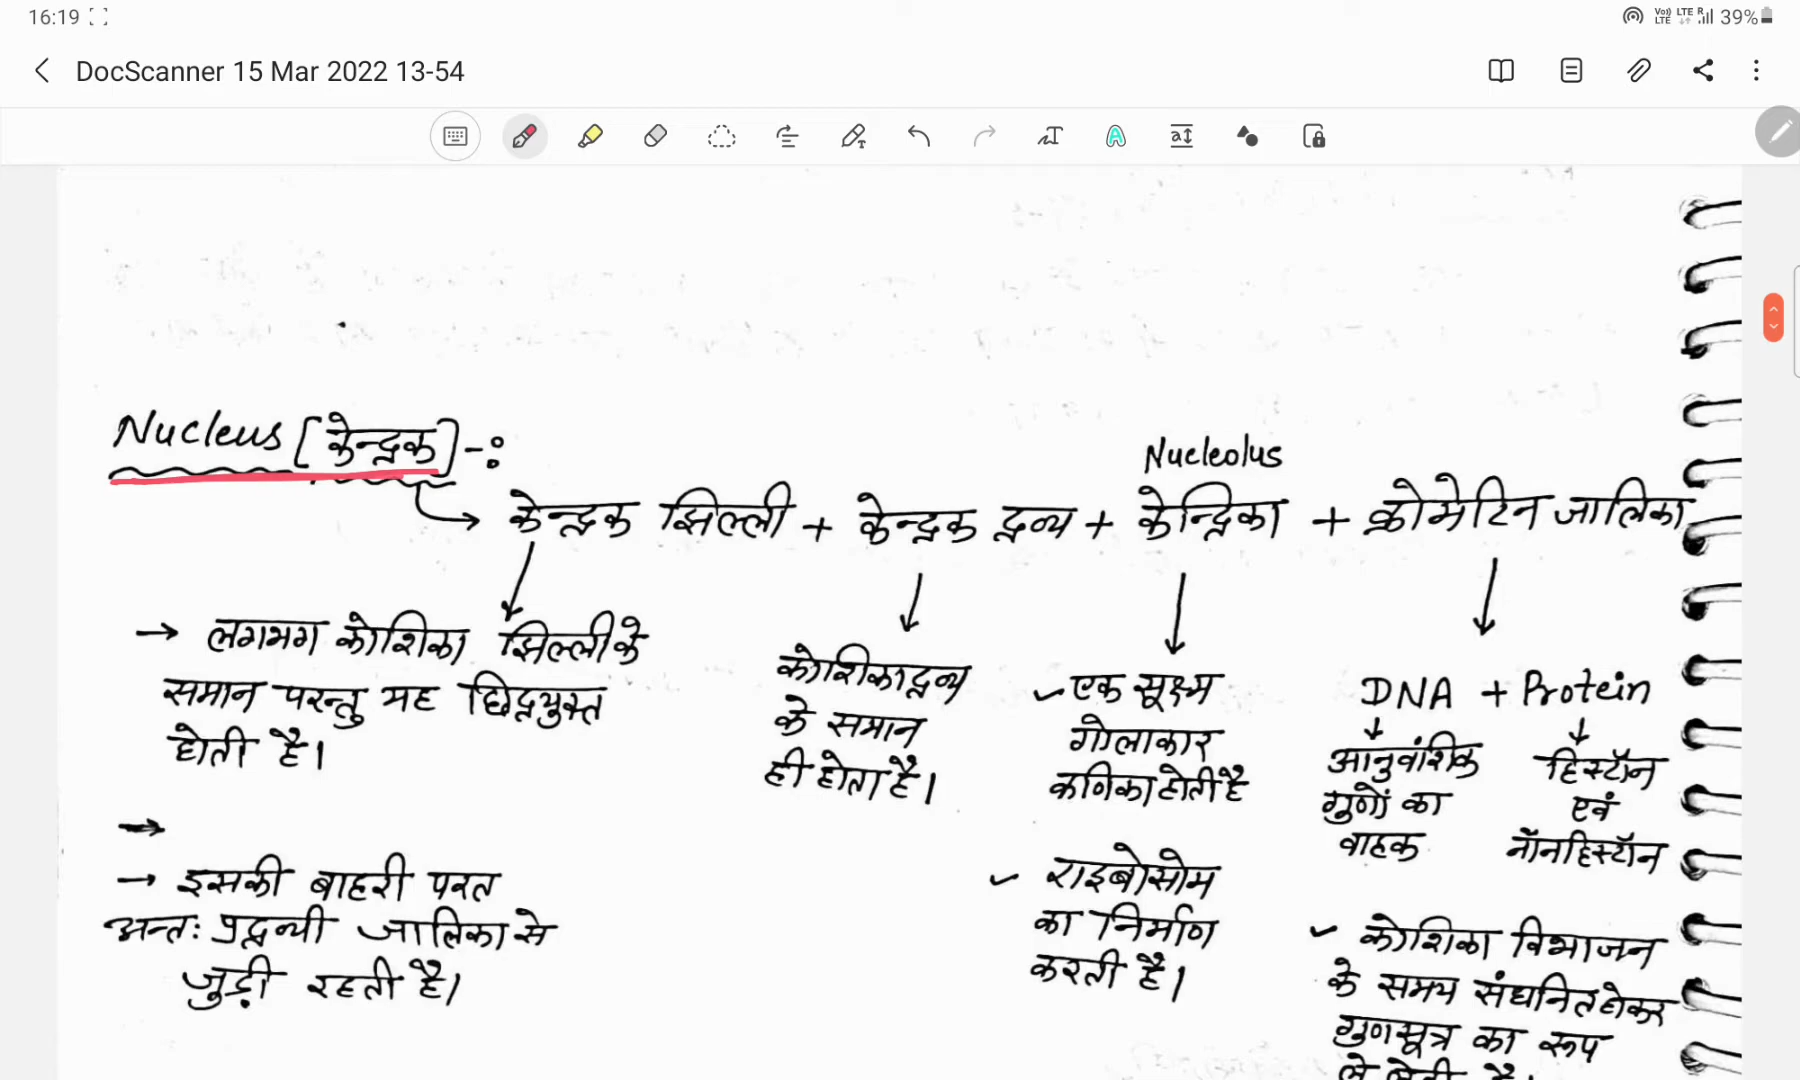 16:19
39%
DocScanner 15 Mar 2022 13-54
Nucleus [केन्द्रक] -:
Nucleolus
केन्द्रक झिल्ली + केन्द्रक द्रव्य + केन्द्रिका + क्रोमेटिन जालिका
→ लगभग कोशिका झिल्ली के
समान परन्तु यह छिद्रयुक्त
होती है।
→ इसकी बाहरी परत
अन्तः प्रद्रव्यी जालिका से
जुड़ी रहती है।
कोशिकाद्रव्य
के समान
ही होता है।
✓ एक सूक्ष्म
गोलाकार
कणिका होती है
✓ राइबोसोम
का निर्माण
करती है।
DNA + Protein
आनुवांशिक
गुणों का
वाहक
हिस्टॉन
एवं
नॉनहिस्टॉन
✓ कोशिका विभाजन
के समय संघनित होकर
गुणसूत्र का रूप
ले लेती है।